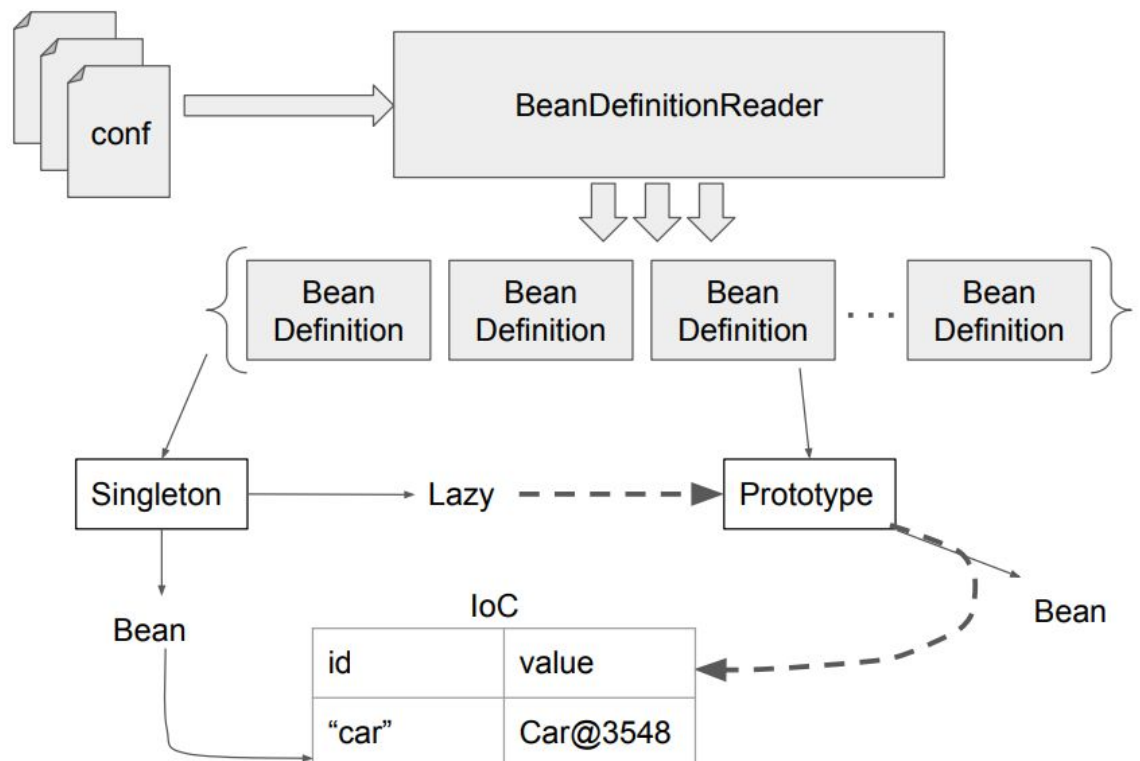 conf
BeanDefinitionReader
Bean
Definition
Bean
Definition
Bean
Definition
....
Bean
Definition
Singleton
Lazy
Prototype
Bean
Bean
IoC
id
value
“car”
Car@3548